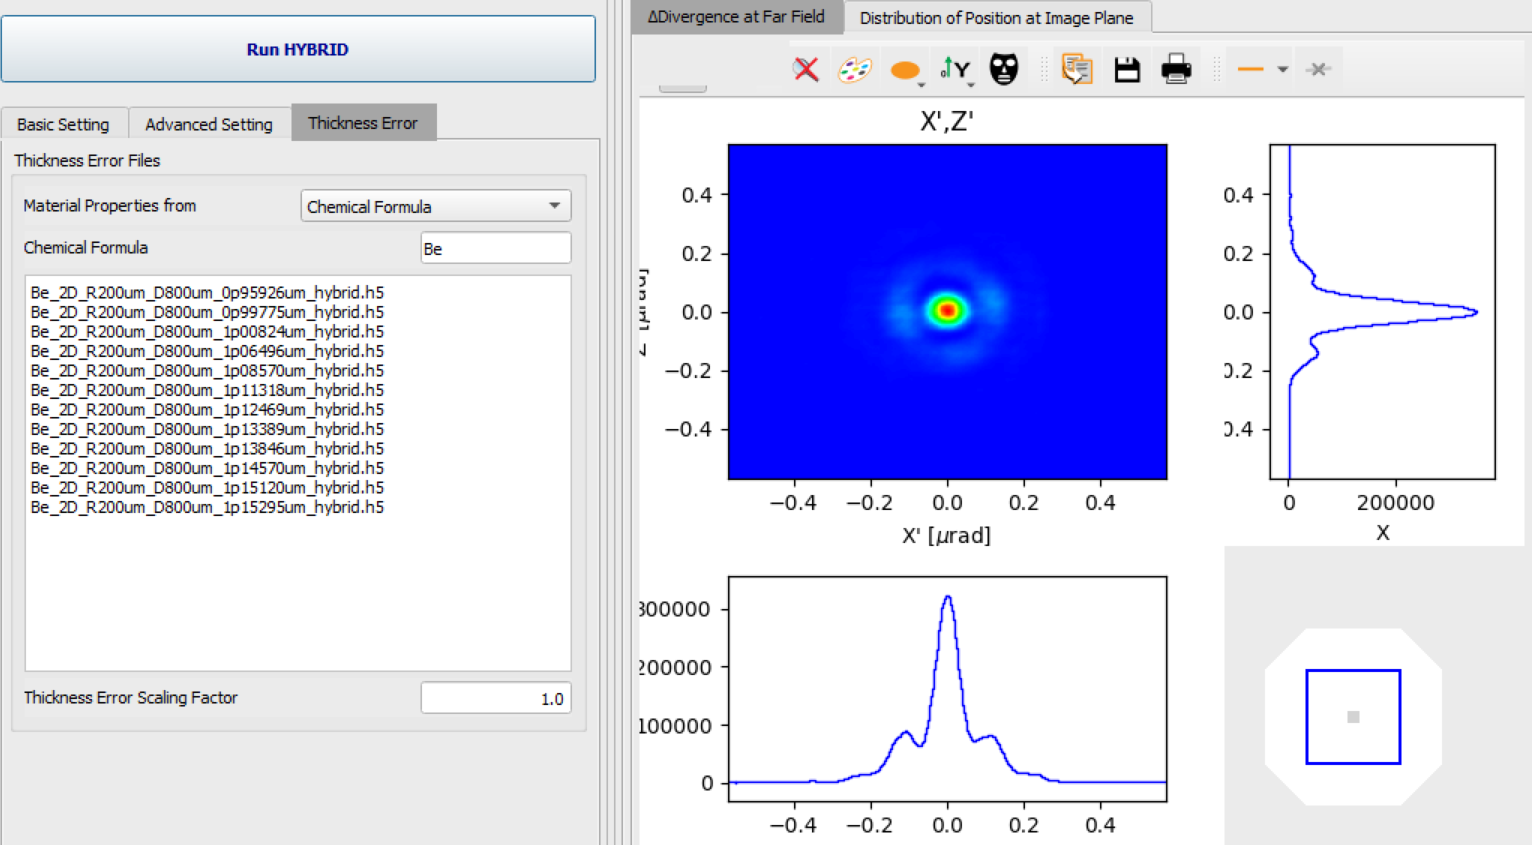 Run HYBRID
Basic Setting
Advanced Setting
Thickness Error
Thickness Error Files
Material Properties from
Chemical Formula
Chemical Formula
Be
Be_2D_R200um_D800um_0p95926um_hybrid.h5
Be_2D_R200um_D800um_0p99775um_hybrid.h5
Be_2D_R200um_D800um_1p00824um_hybrid.h5
Be_2D_R200um_D800um_1p06496um_hybrid.h5
Be_2D_R200um_D800um_1p08570um_hybrid.h5
Be_2D_R200um_D800um_1p11318um_hybrid.h5
Be_2D_R200um_D800um_1p12469um_hybrid.h5
Be_2D_R200um_D800um_1p13389um_hybrid.h5
Be_2D_R200um_D800um_1p13846um_hybrid.h5
Be_2D_R200um_D800um_1p14570um_hybrid.h5
Be_2D_R200um_D800um_1p15120um_hybrid.h5
Be_2D_R200um_D800um_1p15295um_hybrid.h5
Thickness Error Scaling Factor
1.0
ΔDivergence at Far Field
Distribution of Position at Image Plane
Y
X',Z'
0.4
0.2
0.0
−0.2
−0.4
−0.4 −0.2 0.0 0.2 0.4
X' [μrad]
0.4
0.2
0.0
0.2
0.4
0 200000
X
300000
200000
100000
0
−0.4 −0.2 0.0 0.2 0.4